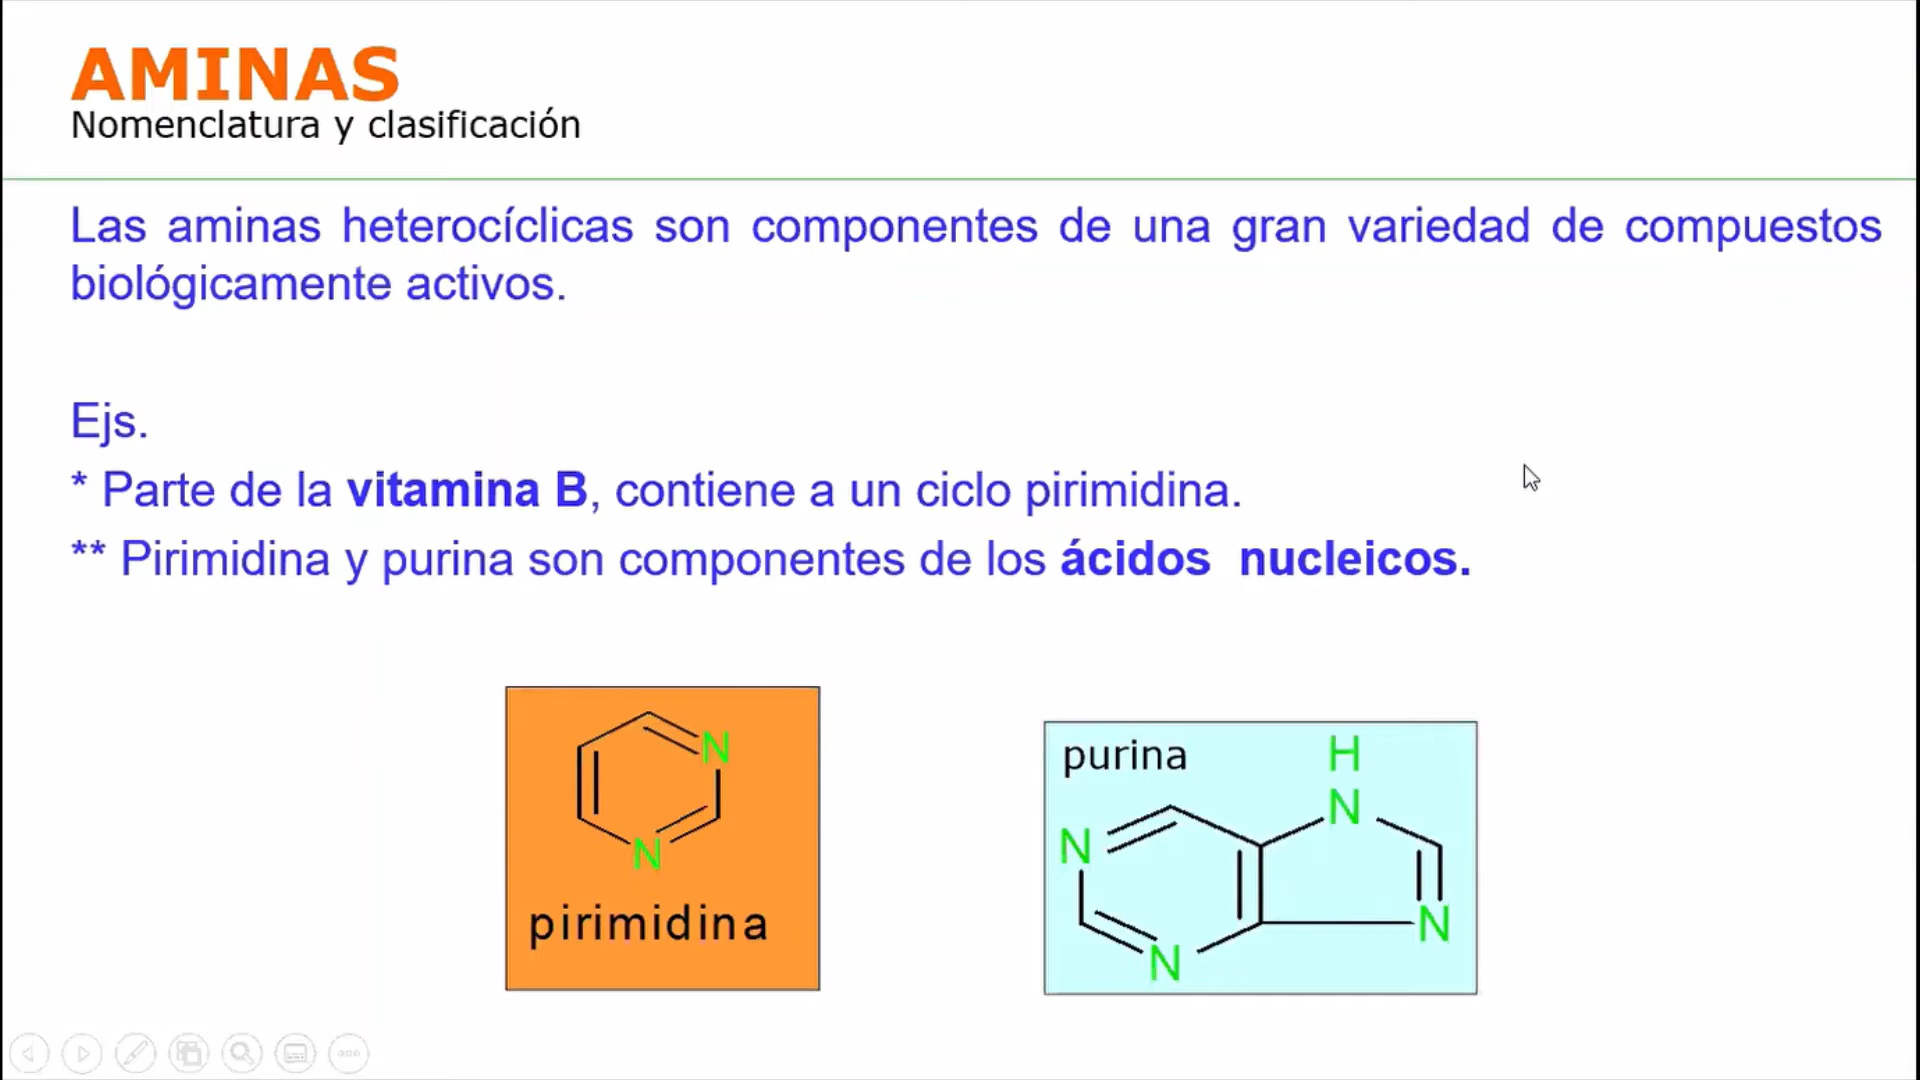 AMINAS
Nomenclatura y clasificación
Las aminas heterocíclicas son componentes de una gran variedad de compuestos
biológicamente activos.
Ejs.
* Parte de la vitamina B, contiene a un ciclo pirimidina.
** Pirimidina y purina son componentes de los ácidos nucleicos.
N
N
pirimidina
purina
H
N
N
N
N